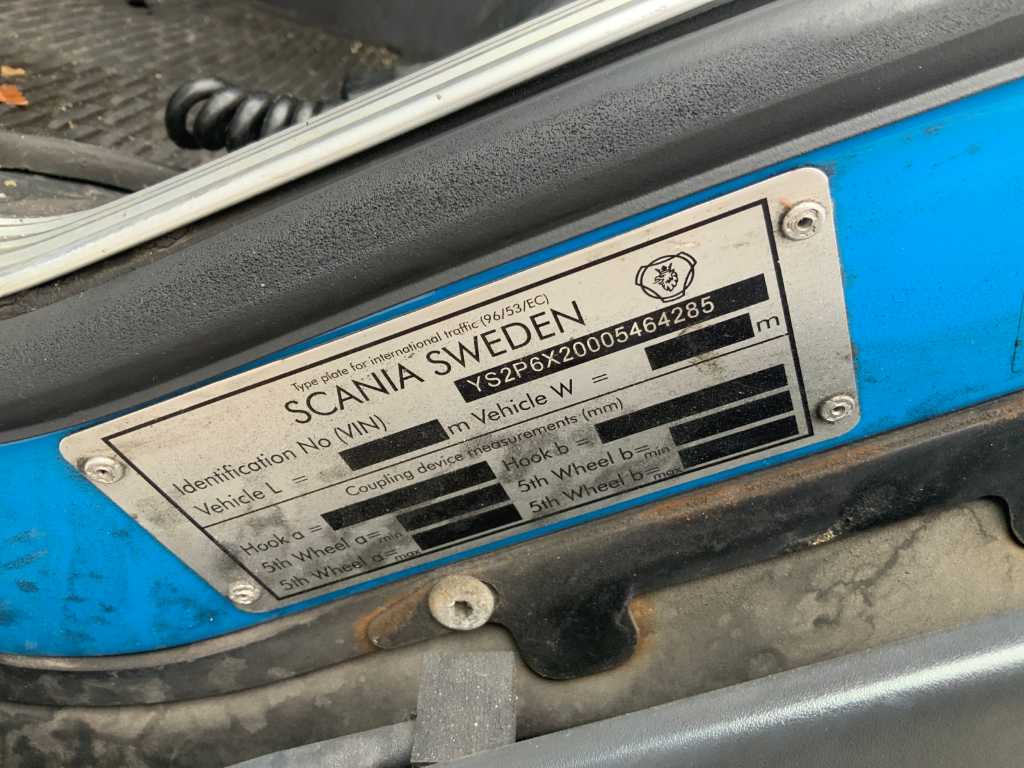 Type plate for international traffic (96/53/EC)
SCANIA SWEDEN
Identification No (VIN) YS2P6X20005464285
Vehicle L = m Vehicle W = m
Coupling device measurements (mm)
Hook a = Hook b =
5th Wheel a min = 5th Wheel b min =
5th Wheel a max = 5th Wheel b max =